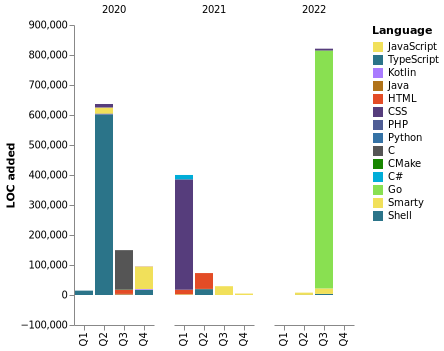 2020 2021 2022
LOC added
900,000
800,000
700,000
600,000
500,000
400,000
300,000
200,000
100,000
0
−100,000
Q1 Q2 Q3 Q4 Q1 Q2 Q3 Q4 Q1 Q2 Q3 Q4
Language
JavaScript
TypeScript
Kotlin
Java
HTML
CSS
PHP
Python
C
CMake
C#
Go
Smarty
Shell